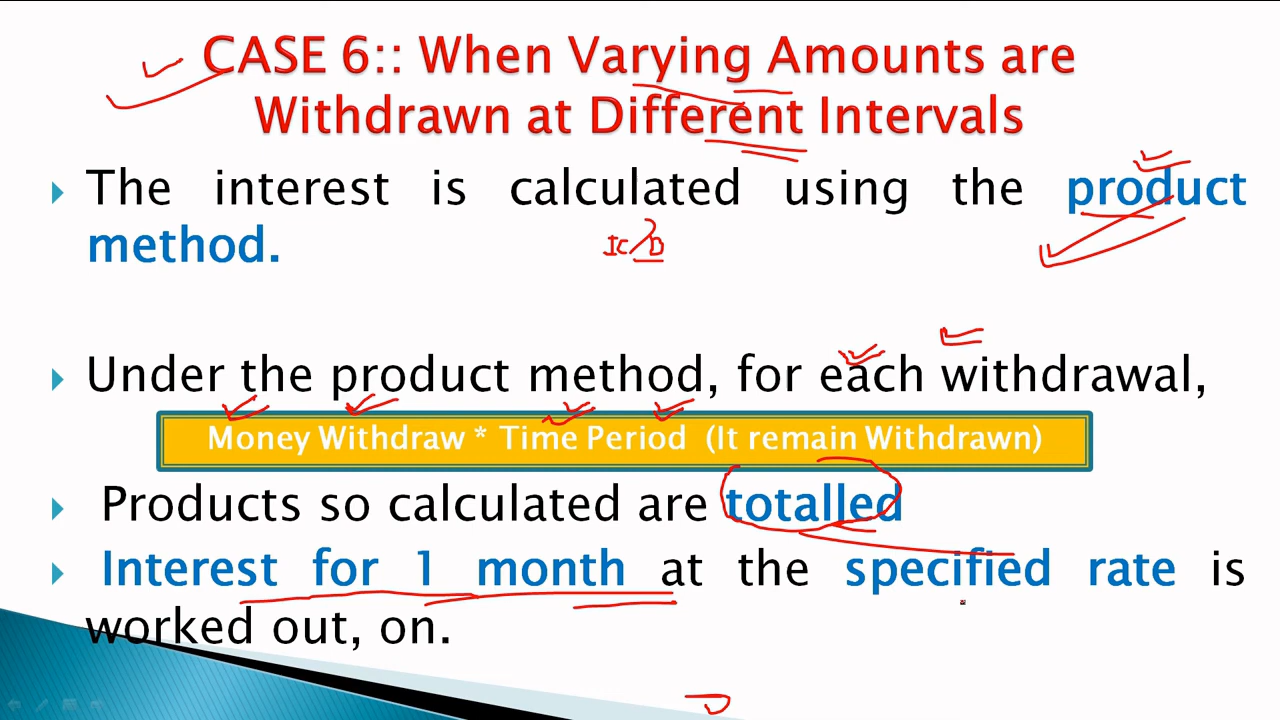 CASE 6:: When Varying Amounts are
Withdrawn at Different Intervals
The interest is calculated using the product
method.
IC/D
Under the product method, for each withdrawal,
Money Withdraw * Time Period (It remain Withdrawn)
Products so calculated are totalled
Interest for 1 month at the specified rate is
worked out, on.